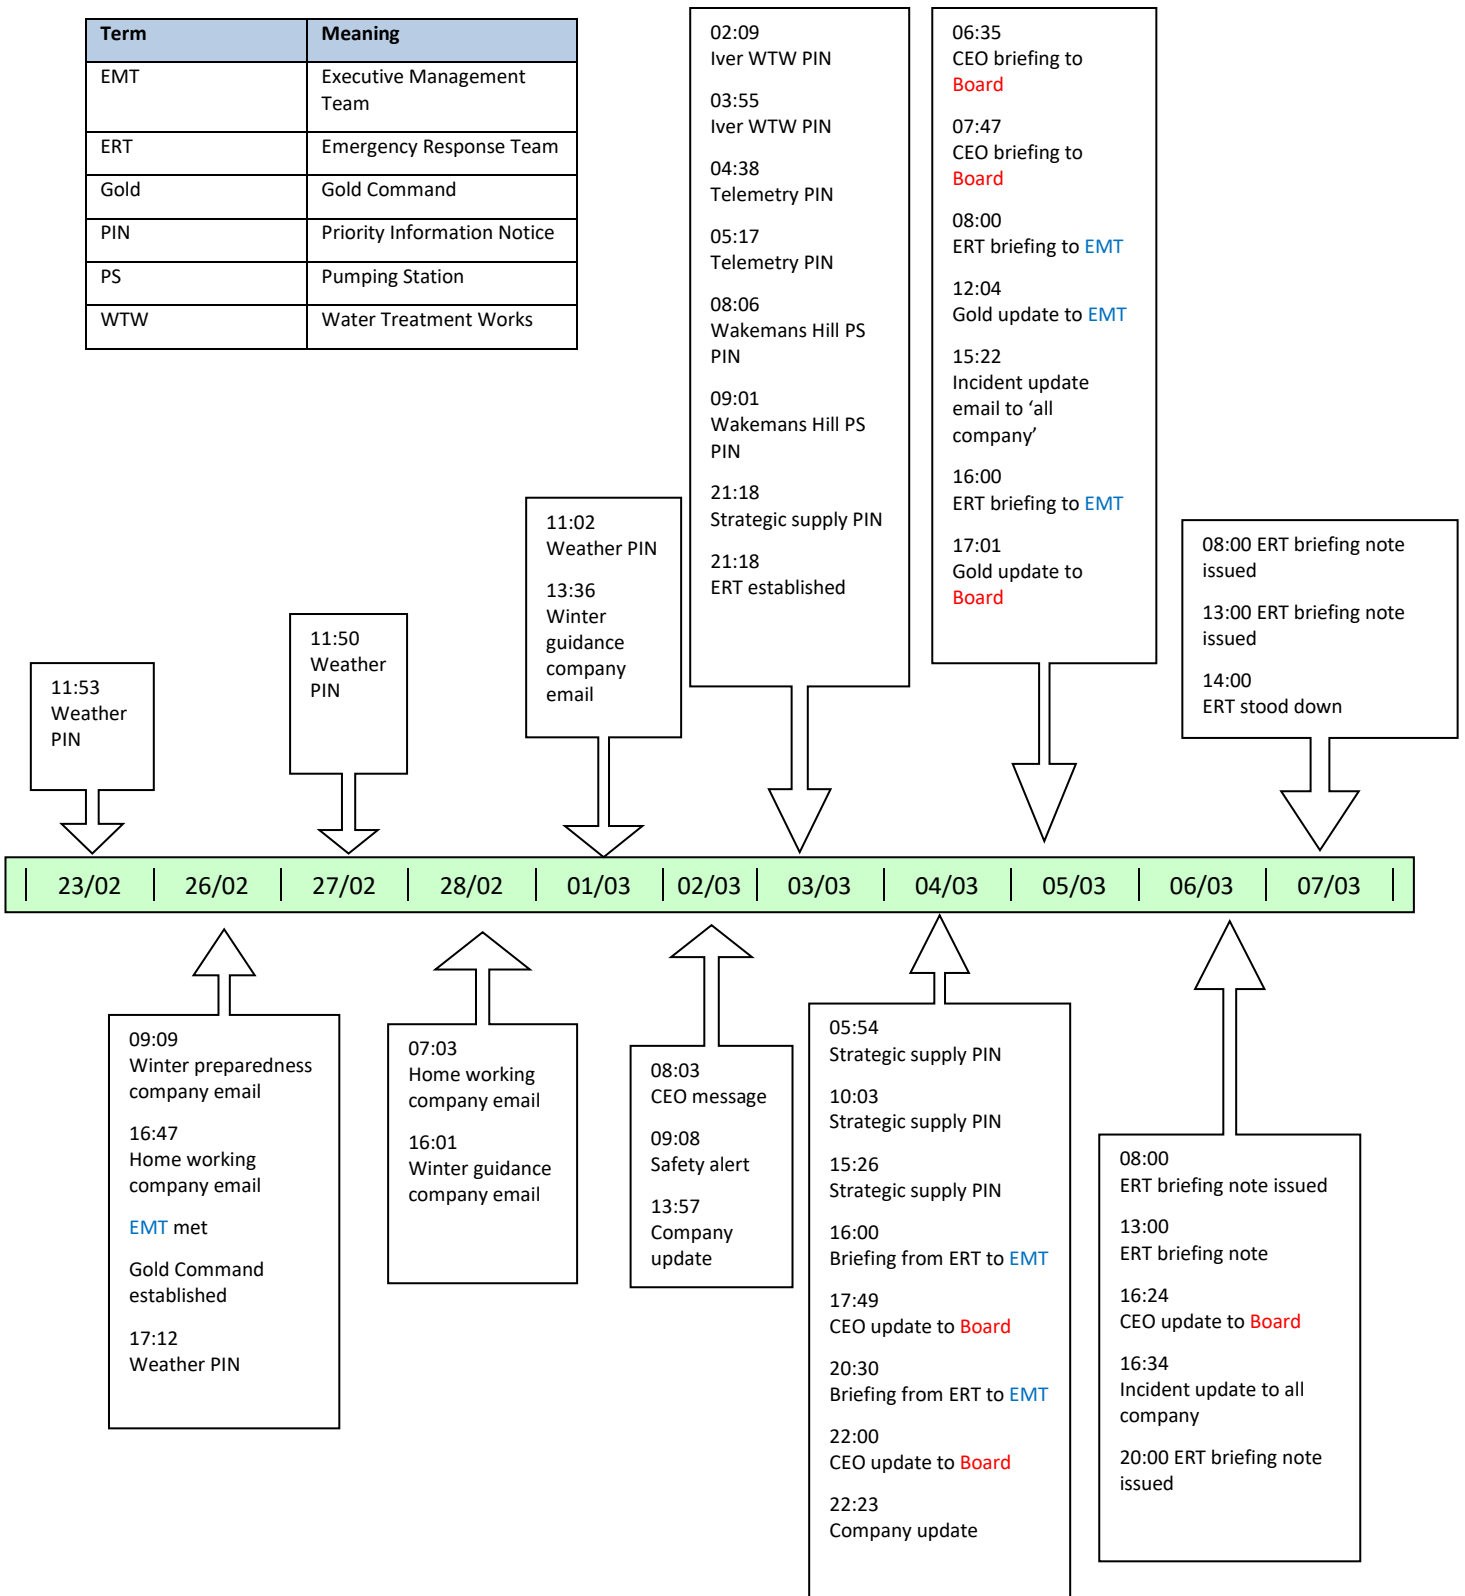 Term Meaning
EMT Executive Management
Team
ERT Emergency Response Team
Gold Gold Command
PIN Priority Information Notice
PS Pumping Station
WTW Water Treatment Works
02:09
Iver WTW PIN
03:55
Iver WTW PIN
04:38
Telemetry PIN
05:17
Telemetry PIN
08:06
Wakemans Hill PS
PIN
09:01
Wakemans Hill PS
PIN
21:18
Strategic supply PIN
21:18
ERT established
06:35
CEO briefing to
Board
07:47
CEO briefing to
Board
08:00
ERT briefing to EMT
12:04
Gold update to EMT
15:22
Incident update
email to ‘all
company’
16:00
ERT briefing to EMT
17:01
Gold update to
Board
11:53
Weather
PIN
11:50
Weather
PIN
11:02
Weather PIN
13:36
Winter
guidance
company
email
08:00 ERT briefing note
issued
13:00 ERT briefing note
issued
14:00
ERT stood down
23/02 26/02 27/02 28/02 01/03 02/03 03/03 04/03 05/03 06/03 07/03
09:09
Winter preparedness
company email
16:47
Home working
company email
EMT met
Gold Command
established
17:12
Weather PIN
07:03
Home working
company email
16:01
Winter guidance
company email
08:03
CEO message
09:08
Safety alert
13:57
Company
update
05:54
Strategic supply PIN
10:03
Strategic supply PIN
15:26
Strategic supply PIN
16:00
Briefing from ERT to EMT
17:49
CEO update to Board
20:30
Briefing from ERT to EMT
22:00
CEO update to Board
22:23
Company update
08:00
ERT briefing note issued
13:00
ERT briefing note
16:24
CEO update to Board
16:34
Incident update to all
company
20:00 ERT briefing note
issued